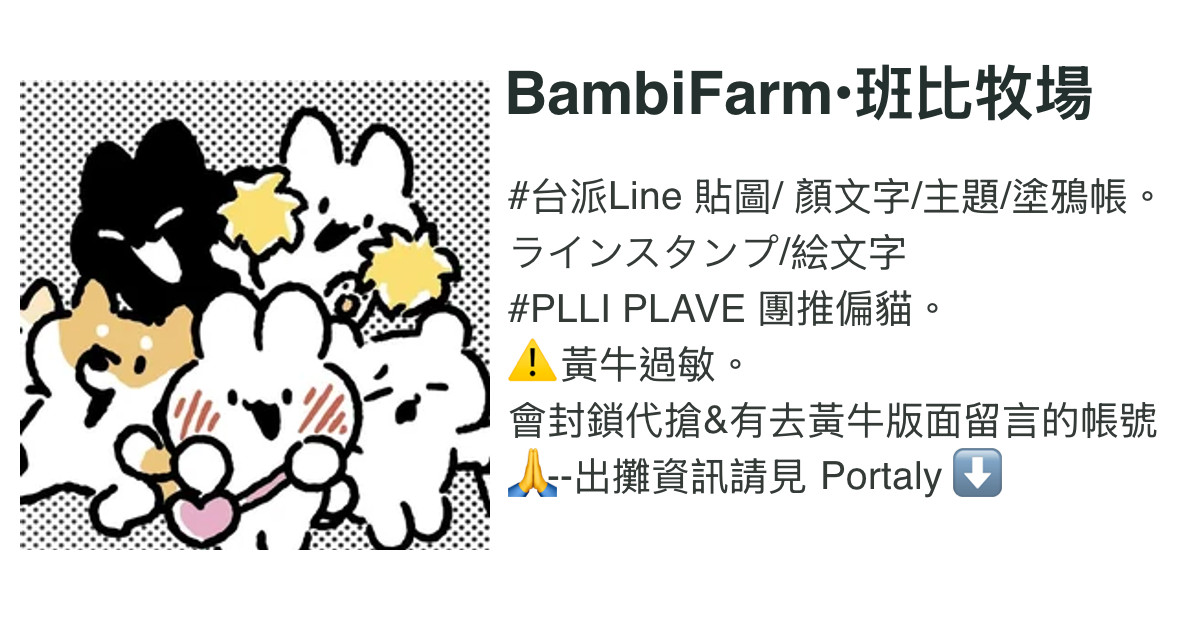 BambiFarm•班比牧場
#台派Line 貼圖/ 顏文字/主題/塗鴉帳。
ラインスタンプ/絵文字
#PLLI PLAVE 團推偏貓。
⚠️黃牛過敏。
會封鎖代搶&有去黃牛版面留言的帳號
🙏--出攤資訊請見 Portaly ⬇️